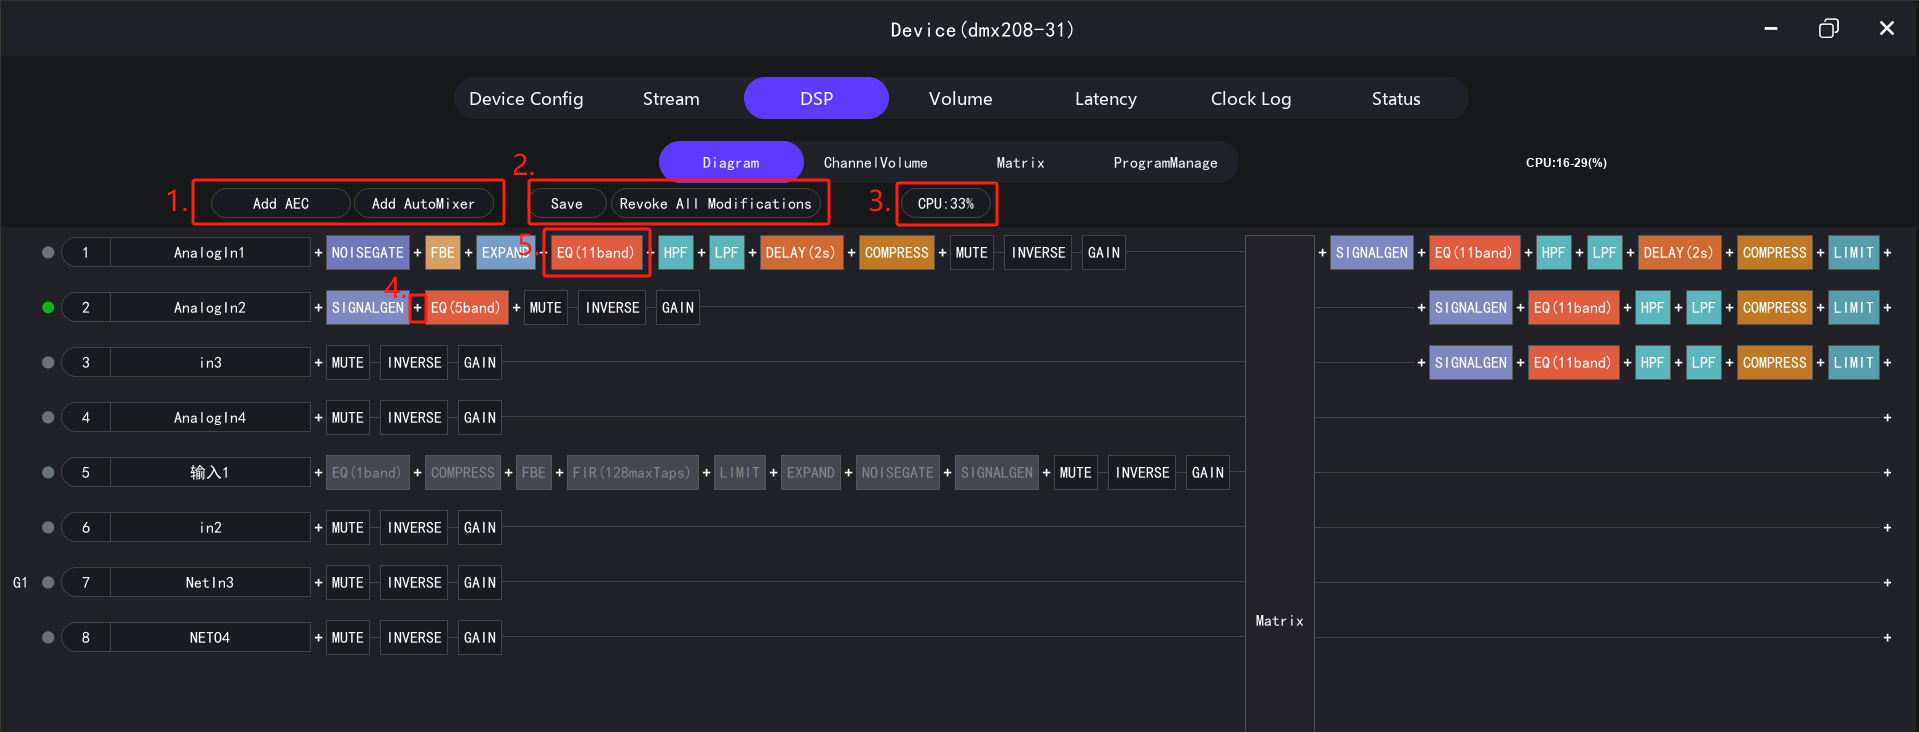 Device(dmx208-31)
Device Config Stream DSP Volume Latency Clock Log Status
2. Diagram ChannelVolume Matrix ProgramManage CPU:16-29(%)
1. Add AEC Add AutoMixer Save Revoke All Modifications 3. CPU:33%
1 AnalogIn1 + NOISEGATE + FBE + EXPAND 5. + EQ(11band) + HPF + LPF + DELAY(2s) + COMPRESS + MUTE INVERSE GAIN + SIGNALGEN + EQ(11band) + HPF + LPF + DELAY(2s) + COMPRESS + LIMIT +
4.
2 AnalogIn2 + SIGNALGEN + EQ(5band) + MUTE INVERSE GAIN + SIGNALGEN + EQ(11band) + HPF + LPF + COMPRESS + LIMIT +
3 in3 + MUTE INVERSE GAIN + SIGNALGEN + EQ(11band) + HPF + LPF + COMPRESS + LIMIT +
4 AnalogIn4 + MUTE INVERSE GAIN +
5 输入1 + EQ(1band) + COMPRESS + FBE + FIR(128maxTaps) + LIMIT + EXPAND + NOISEGATE + SIGNALGEN + MUTE INVERSE GAIN +
6 in2 + MUTE INVERSE GAIN +
G1 7 NetIn3 + MUTE INVERSE GAIN +
Matrix
8 NETO4 + MUTE INVERSE GAIN +